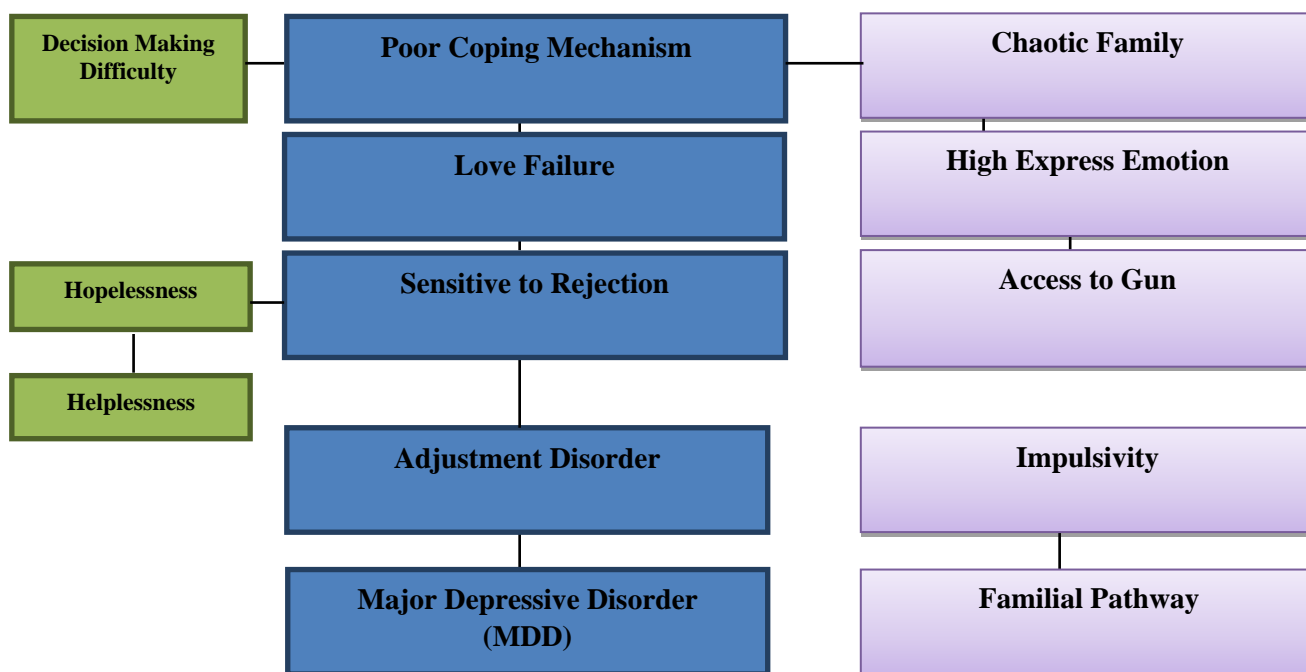 Decision Making
Difficulty
Poor Coping Mechanism
Chaotic Family
Love Failure
High Express Emotion
Hopelessness
Sensitive to Rejection
Access to Gun
Helplessness
Adjustment Disorder
Impulsivity
Major Depressive Disorder
(MDD)
Familial Pathway